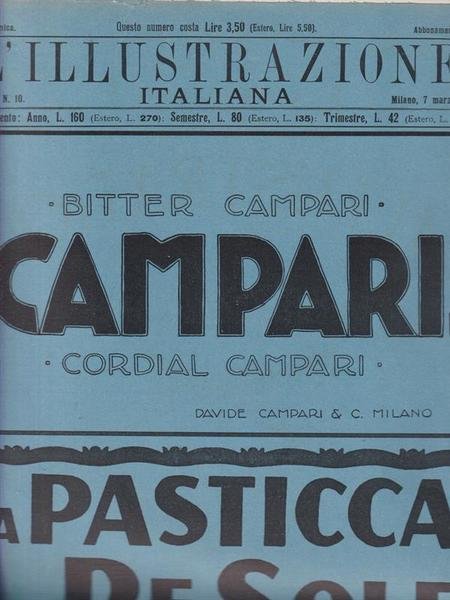 Questo numero costa Lire 3,50 (Estero, Lire 5,50).
L'ILLUSTRAZIONE
N. 10. ITALIANA Milano, 7
Anno, L. 160 (Estero, L. 270): Semestre, L. 80 (Estero, L. 135): Trimestre, L. 42 (Estero, L.
· BITTER CAMPARI ·
CAMPARI
· CORDIAL CAMPARI ·
DAVIDE CAMPARI & C. MILANO
PASTICCA
DE